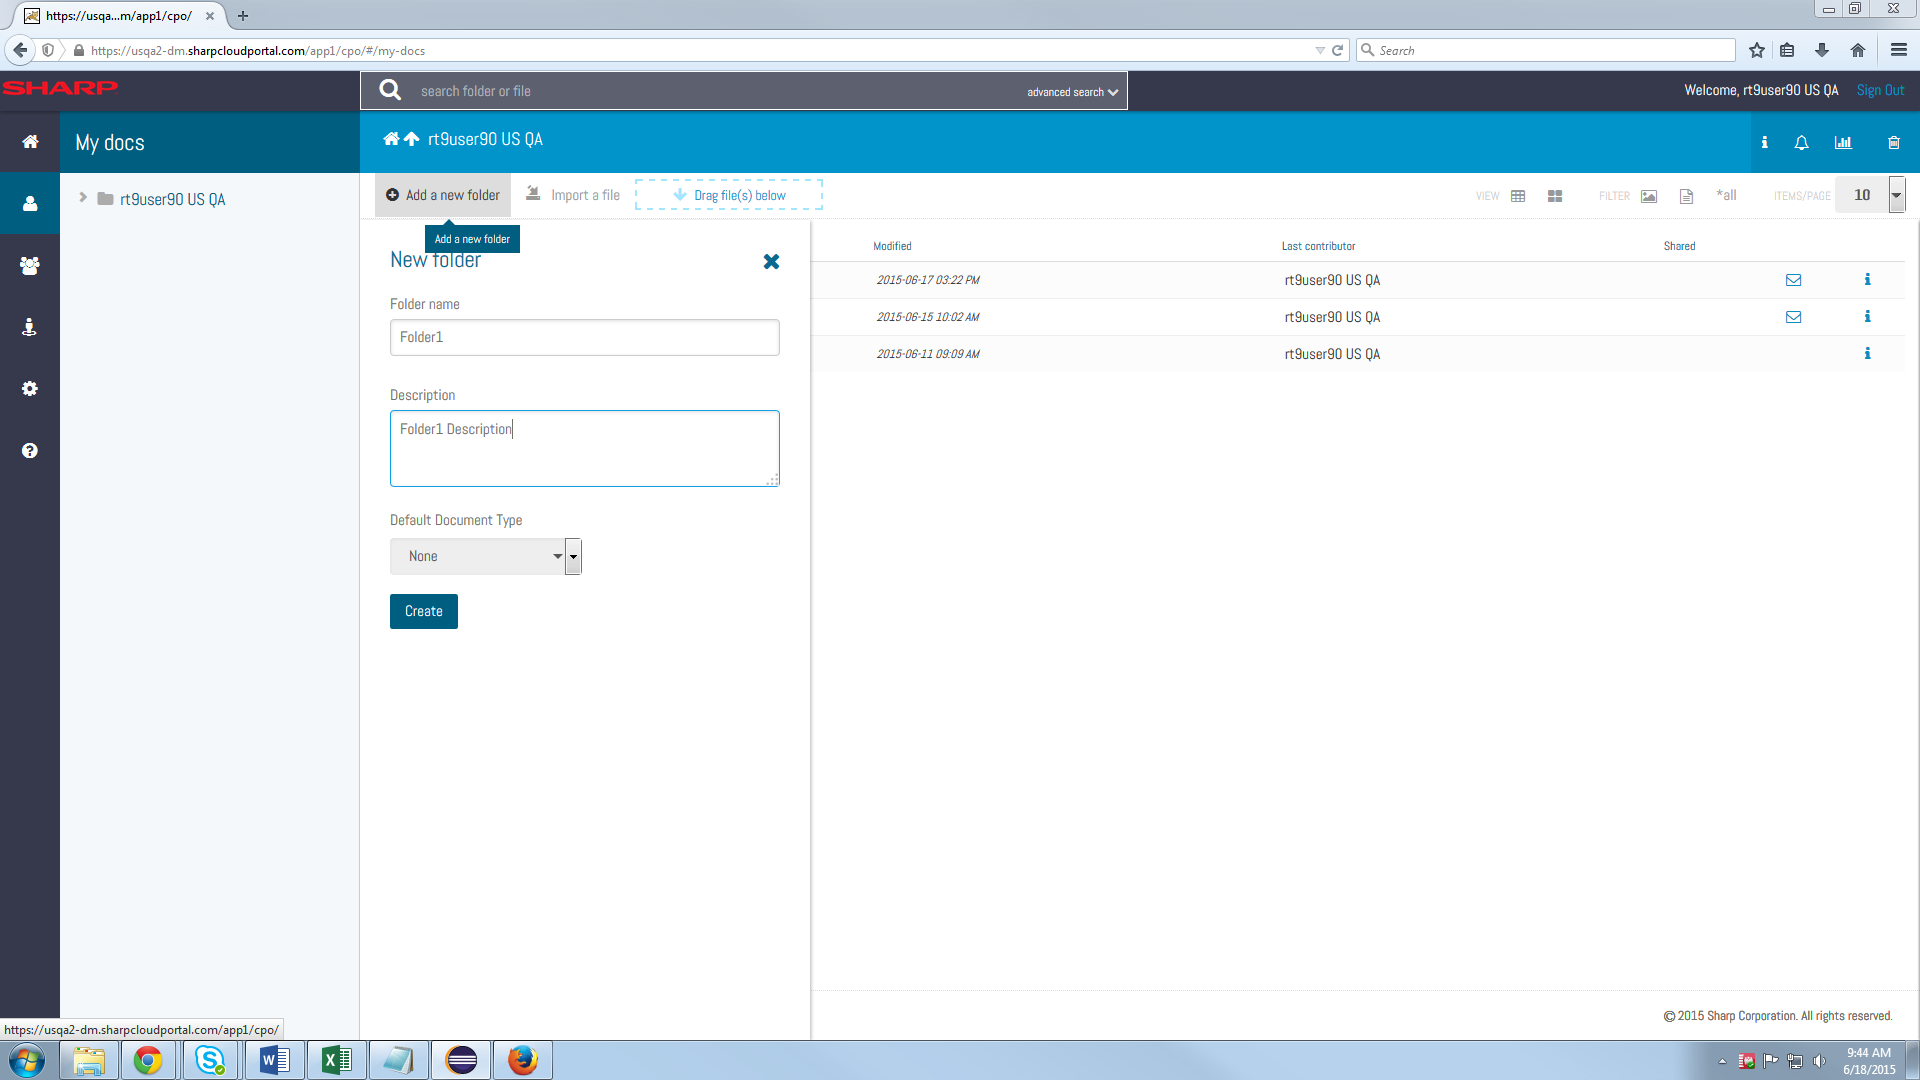 https://usqa...m/app1/cpo/
https://usqa2-dm.sharpcloudportal.com/app1/cpo/#/my-docs
Search
SHARP
search folder or file
advanced search
Welcome, rt9user90 US QA
Sign Out
My docs
rt9user90 US QA
rt9user90 US QA
Add a new folder
Import a file
Drag file(s) below
VIEW
FILTER
*all
ITEMS/PAGE
10
Add a new folder
New folder
Modified
Last contributor
Shared
2015-06-17 03:22 PM
rt9user90 US QA
2015-06-15 10:02 AM
rt9user90 US QA
2015-06-11 09:09 AM
rt9user90 US QA
Folder name
Folder1
Description
Folder1 Description
Default Document Type
None
Create
© 2015 Sharp Corporation. All rights reserved.
https://usqa2-dm.sharpcloudportal.com/app1/cpo/
9:44 AM
6/18/2015